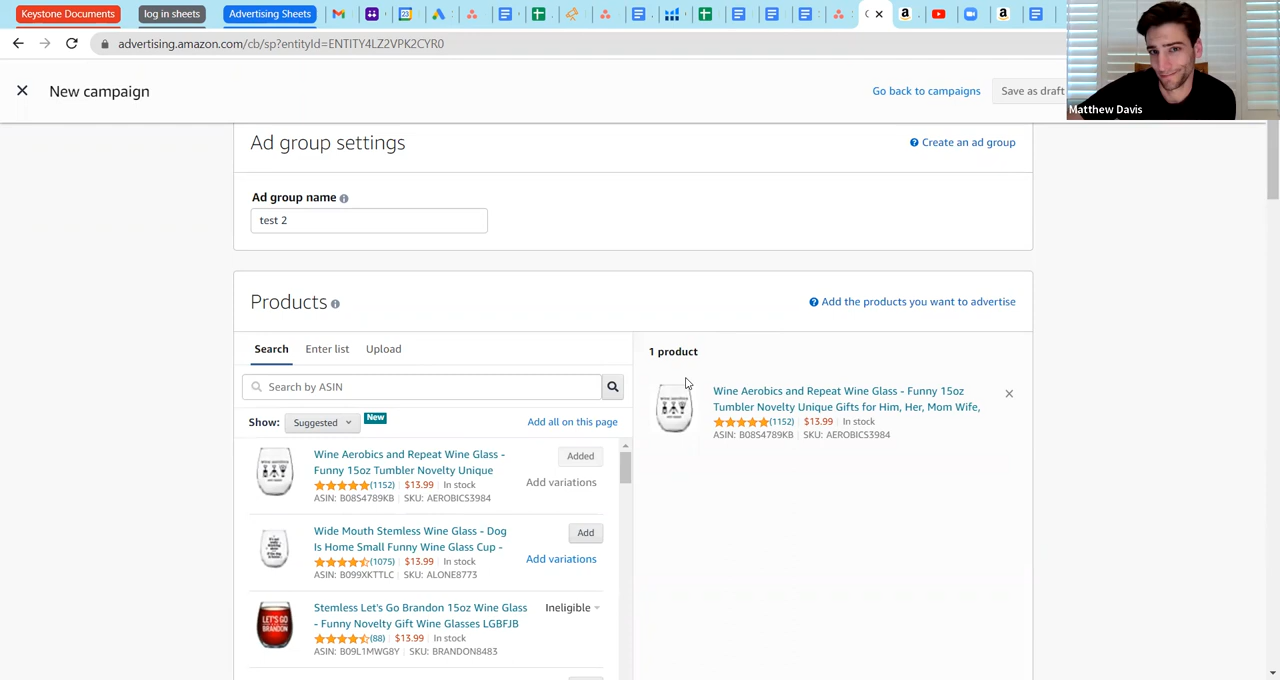 Keystone Documents
log in sheets
Advertising Sheets
advertising.amazon.com/cb/sp?entityId=ENTITY4LZ2VPK2CYR0
New campaign
Go back to campaigns
Save as draft
Matthew Davis
Ad group settings
Create an ad group
Ad group name
test 2
Products
Add the products you want to advertise
Search
Enter list
Upload
1 product
Search by ASIN
Show:
Suggested
New
Add all on this page
Wine Aerobics and Repeat Wine Glass - Funny 15oz
Tumbler Novelty Unique Gifts for Him, Her, Mom Wife,
(1152) $13.99 In stock
ASIN: B08S4789KB SKU: AEROBICS3984
Wine Aerobics and Repeat Wine Glass -
Funny 15oz Tumbler Novelty Unique
(1152) $13.99 In stock
ASIN: B08S4789KB SKU: AEROBICS3984
Added
Add variations
Wide Mouth Stemless Wine Glass - Dog
Is Home Small Funny Wine Glass Cup -
(1075) $13.99 In stock
ASIN: B099XKTTLC SKU: ALONE8773
Add
Add variations
Stemless Let's Go Brandon 15oz Wine Glass
- Funny Novelty Gift Wine Glasses LGBFJB
(88) $13.99 In stock
ASIN: B09L1MWG8Y SKU: BRANDON8483
Ineligible
LET'S GO
BRANDON